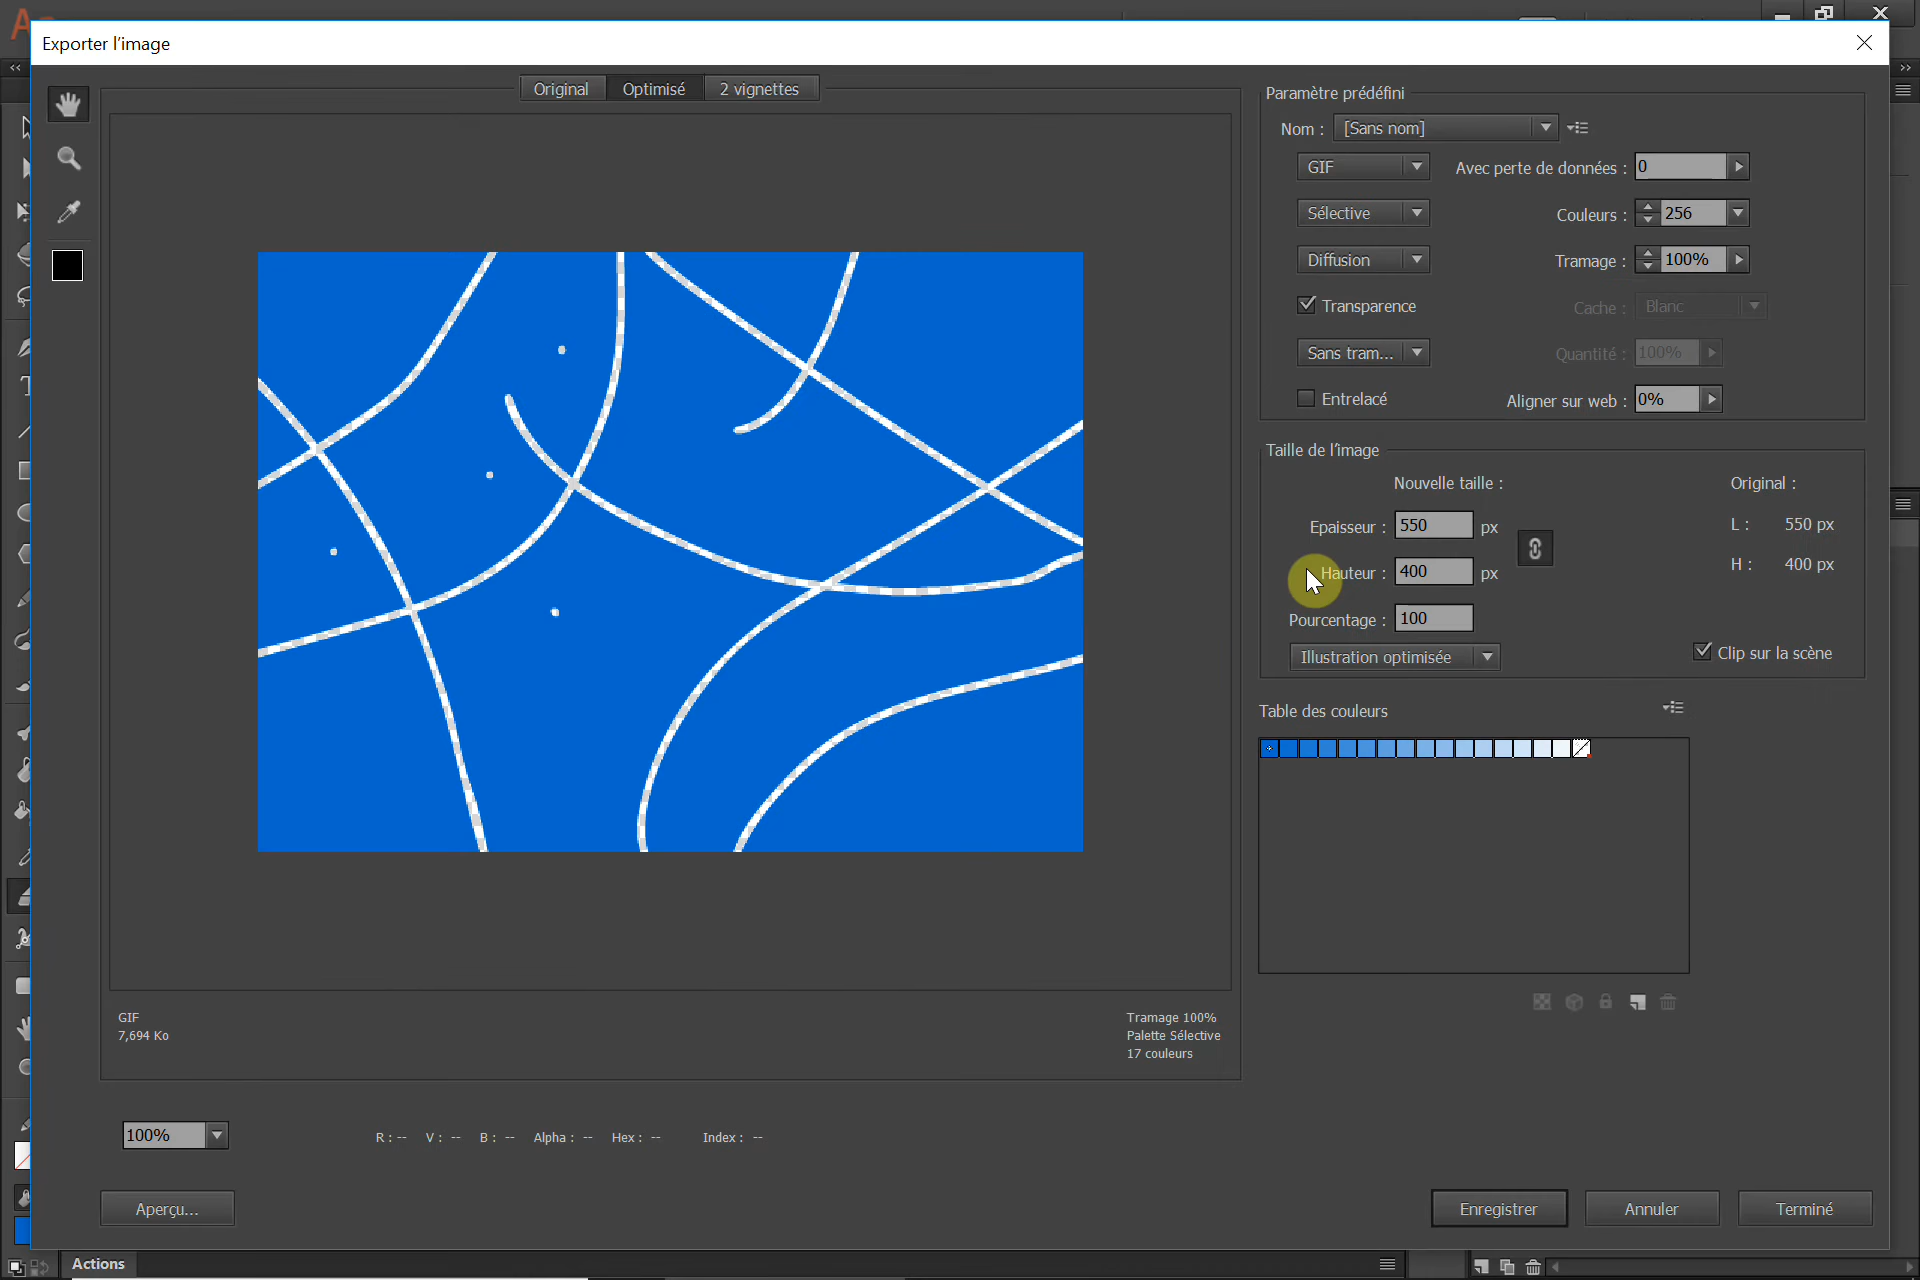 Exporter l'image
Original
Optimisé
2 vignettes
Paramètre prédéfini
Nom :
[Sans nom]
GIF
Avec perte de données :
0
Sélective
Couleurs :
256
Diffusion
Tramage :
100%
Transparence
Cache :
Blanc
Sans tram...
Quantité :
100%
Entrelacé
Aligner sur web :
0%
Taille de l'image
Nouvelle taille :
Original :
Epaisseur :
550
px
L :
550 px
Hauteur :
400
px
H :
400 px
Pourcentage :
100
Illustration optimisée
Clip sur la scène
Table des couleurs
GIF
7,694 Ko
Tramage 100%
Palette Sélective
17 couleurs
100%
R : --
V : --
B : --
Alpha : --
Hex : --
Index : --
Aperçu...
Enregistrer
Annuler
Terminé
Actions